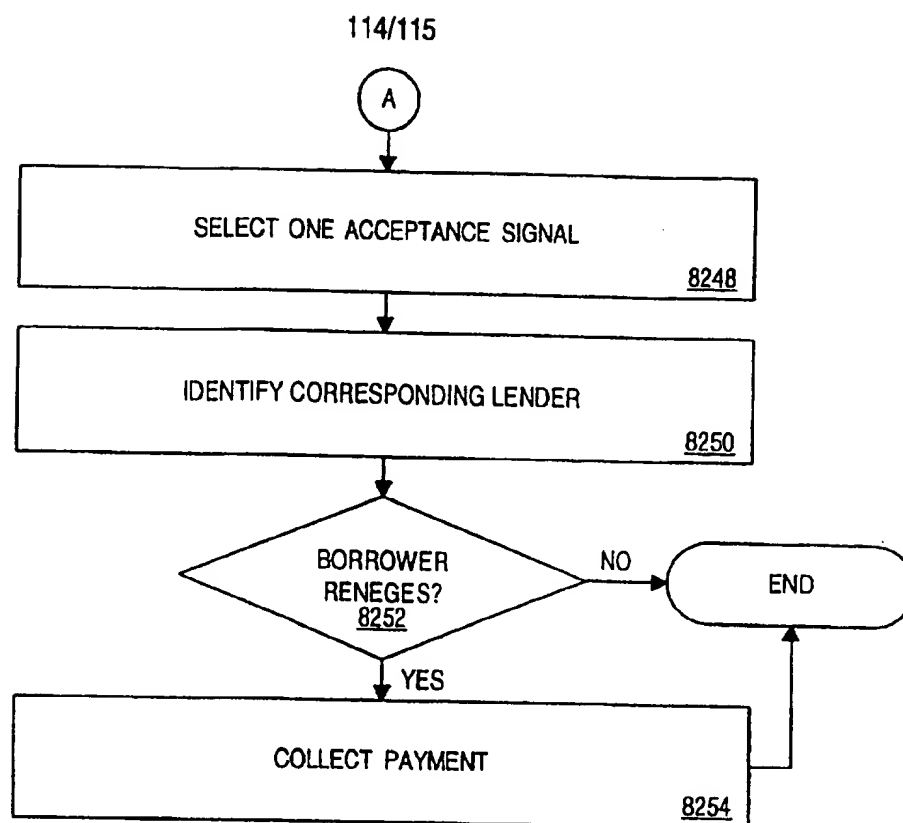 114/115
A
SELECT ONE ACCEPTANCE SIGNAL
8248
IDENTIFY CORRESPONDING LENDER
8250
BORROWER
RENEGES?
8252
NO
END
YES
COLLECT PAYMENT
8254